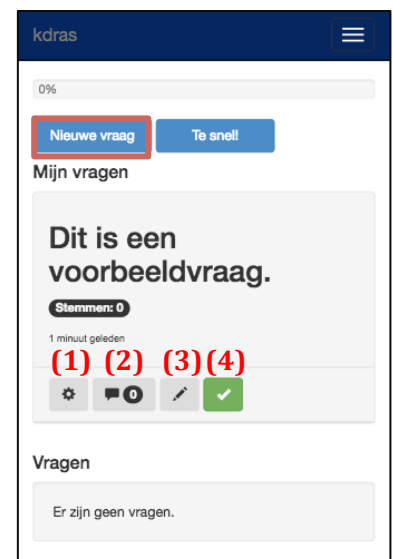 kdras
0%
Nieuwe vraag Te snel!
Mijn vragen
Dit is een
voorbeeldvraag.
Stemmen: 0
1 minuut geleden
(1) (2) (3) (4)
0
Vragen
Er zijn geen vragen.